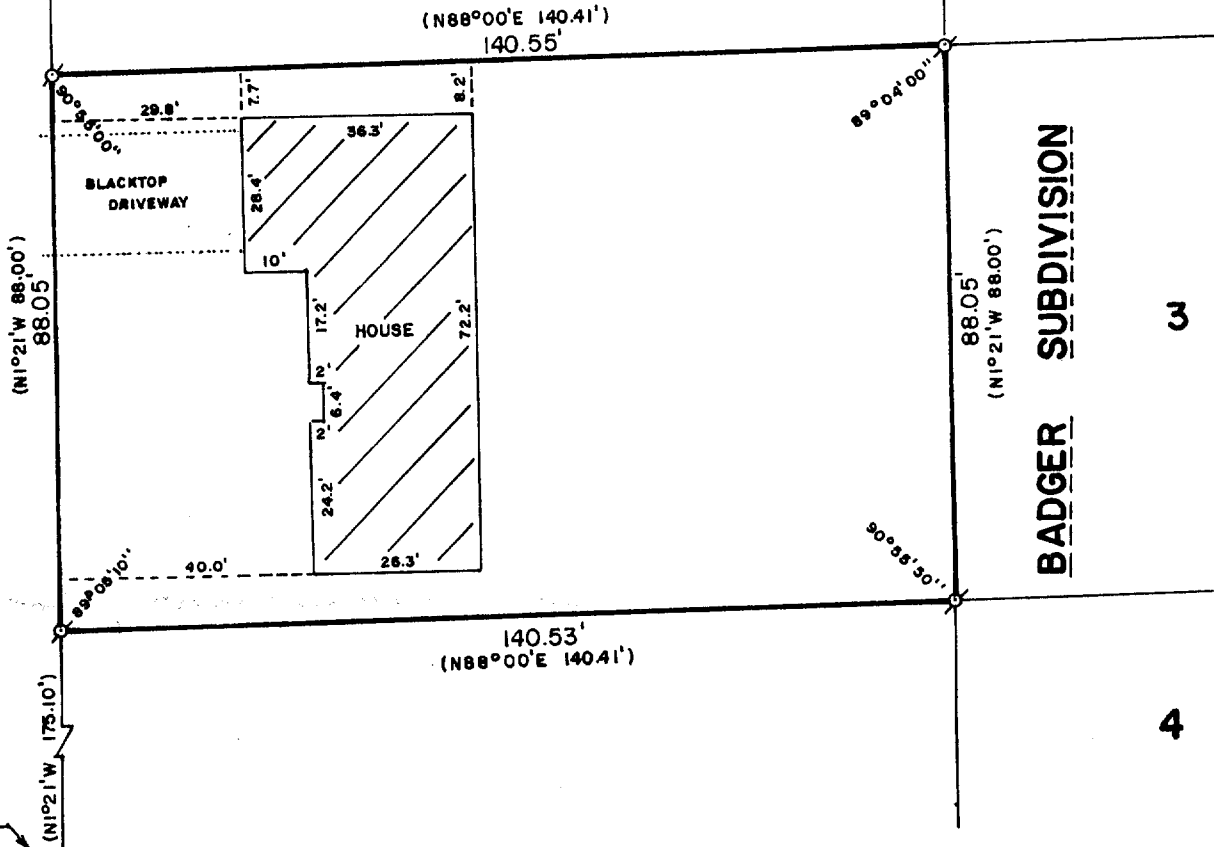 (N88°00'E 140.41')
140.55'
7.7'
8.2'
29.8'
36.3'
89°04'00"
BLACKTOP
DRIVEWAY
28.4'
10'
17.2'
HOUSE
72.2'
2'
6.4'
2'
24.2'
40.0'
26.3'
(N1°21'W 88.00')
88.05'
88.05'
(N1°21'W 88.00')
BADGER SUBDIVISION
3
140.53'
(N88°00'E 140.41')
(N1°21'W 175.10')
4